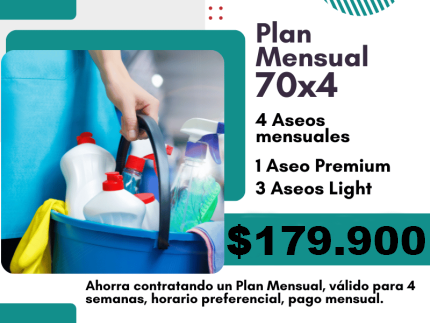 Plan
Mensual
70x4
4 Aseos
mensuales
1 Aseo Premium
3 Aseos Light
$179.900
Ahorra contratando un Plan Mensual, válido para 4
semanas, horario preferencial, pago mensual.